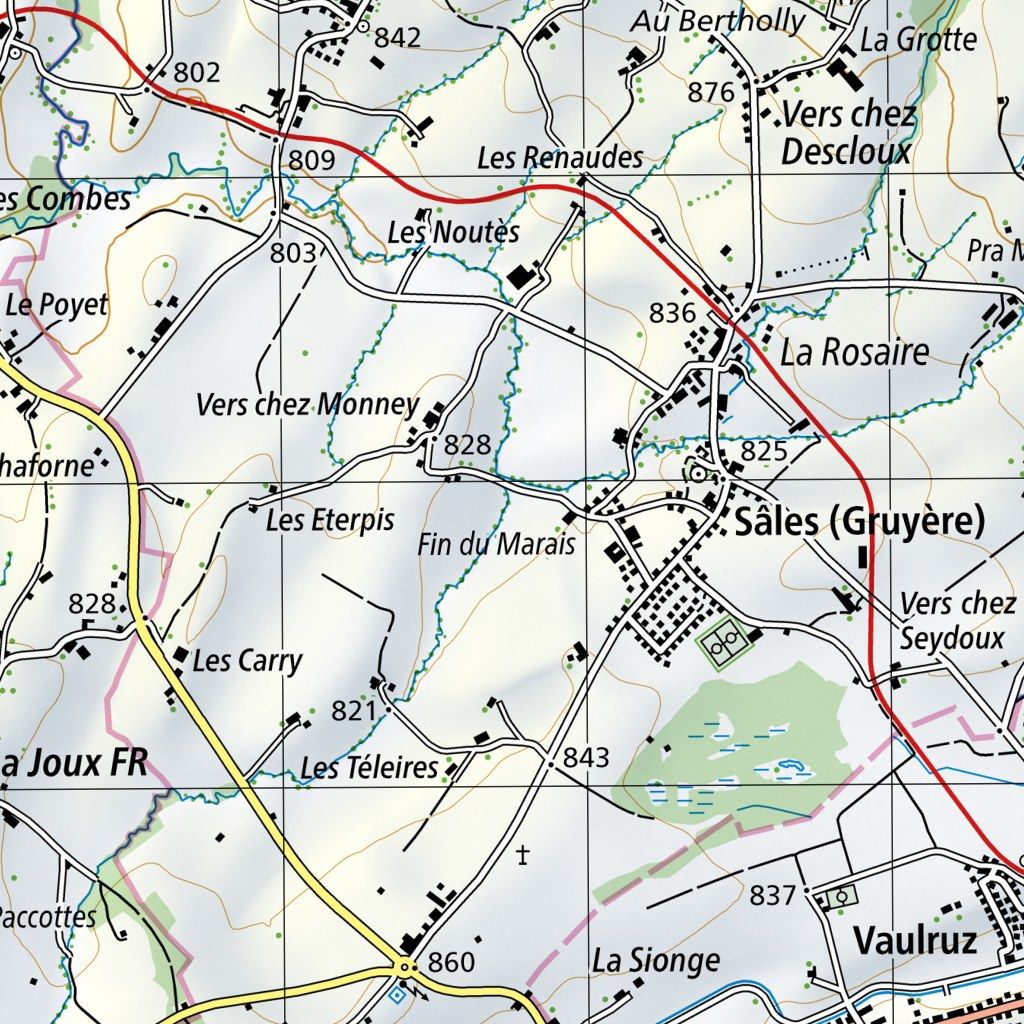 Au Bertholly
842
La Grotte
802
876
Vers chez
Descloux
809
Les Renaudes
es Combes
Les Noutès
803
Pra
Le Poyet
836
La Rosaire
Vers chez Monney
828
825
haforne
Les Eterpis
Sâles (Gruyère)
Fin du Marais
828
Vers chez
Seydoux
Les Carry
821
a Joux FR
Les Téleires
843
837
Paccottes
Vaulruz
860
La Sionge